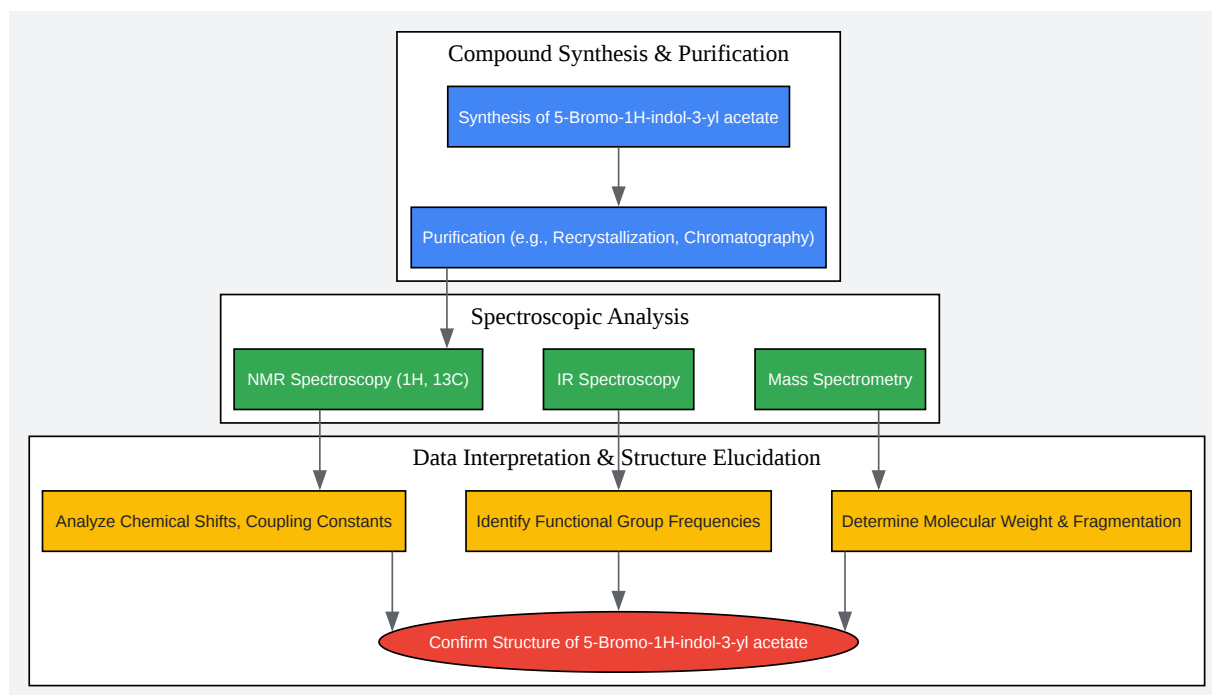 Compound Synthesis & Purification
Synthesis of 5-Bromo-1H-indol-3-yl acetate
Purification (e.g., Recrystallization, Chromatography)
Spectroscopic Analysis
NMR Spectroscopy (1H, 13C)
IR Spectroscopy
Mass Spectrometry
Data Interpretation & Structure Elucidation
Analyze Chemical Shifts, Coupling Constants
Identify Functional Group Frequencies
Determine Molecular Weight & Fragmentation
Confirm Structure of 5-Bromo-1H-indol-3-yl acetate